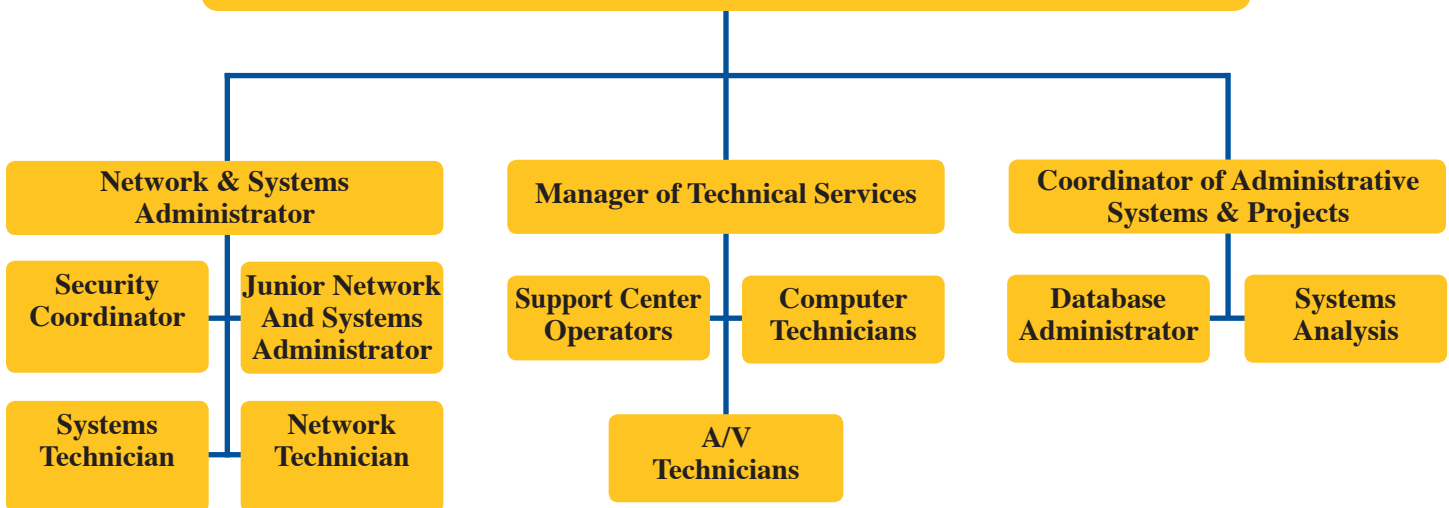 Network & Systems
Administrator
Manager of Technical Services
Coordinator of Administrative
Systems & Projects
Security
Coordinator
Junior Network
And Systems
Administrator
Support Center
Operators
Computer
Technicians
Database
Administrator
Systems
Analysis
Systems
Technician
Network
Technician
A/V
Technicians